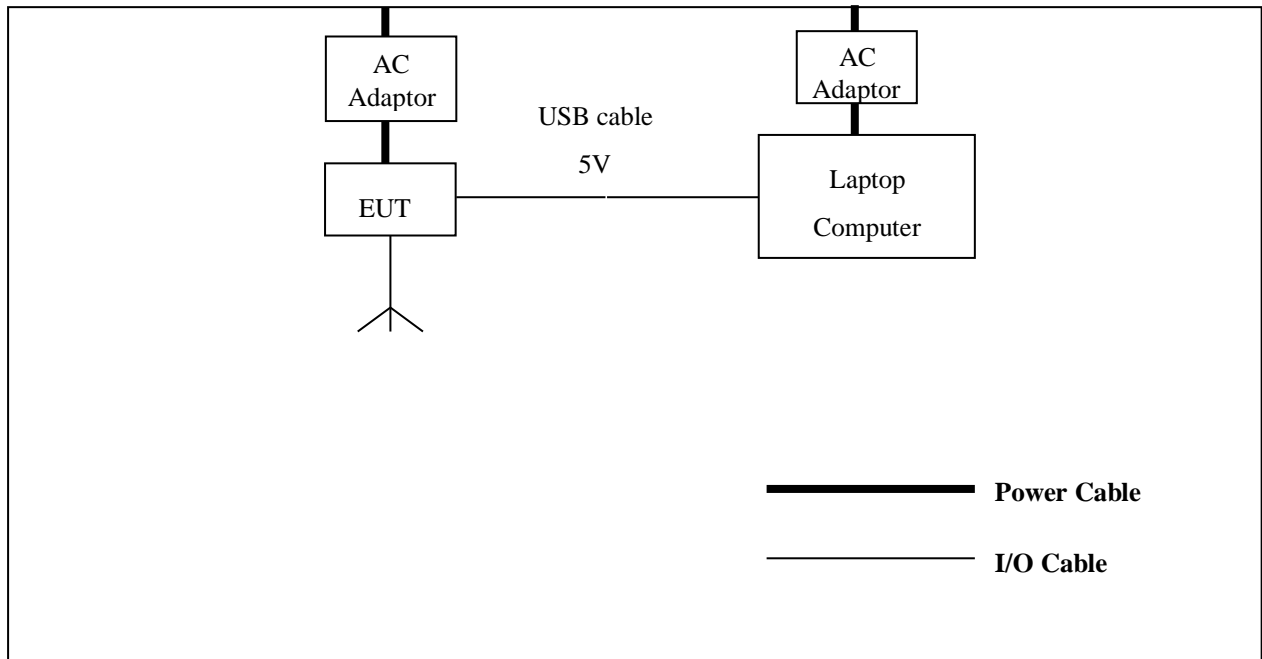 AC
Adaptor
AC
Adaptor
USB cable
5V
EUT
Laptop
Computer
Power Cable
I/O Cable